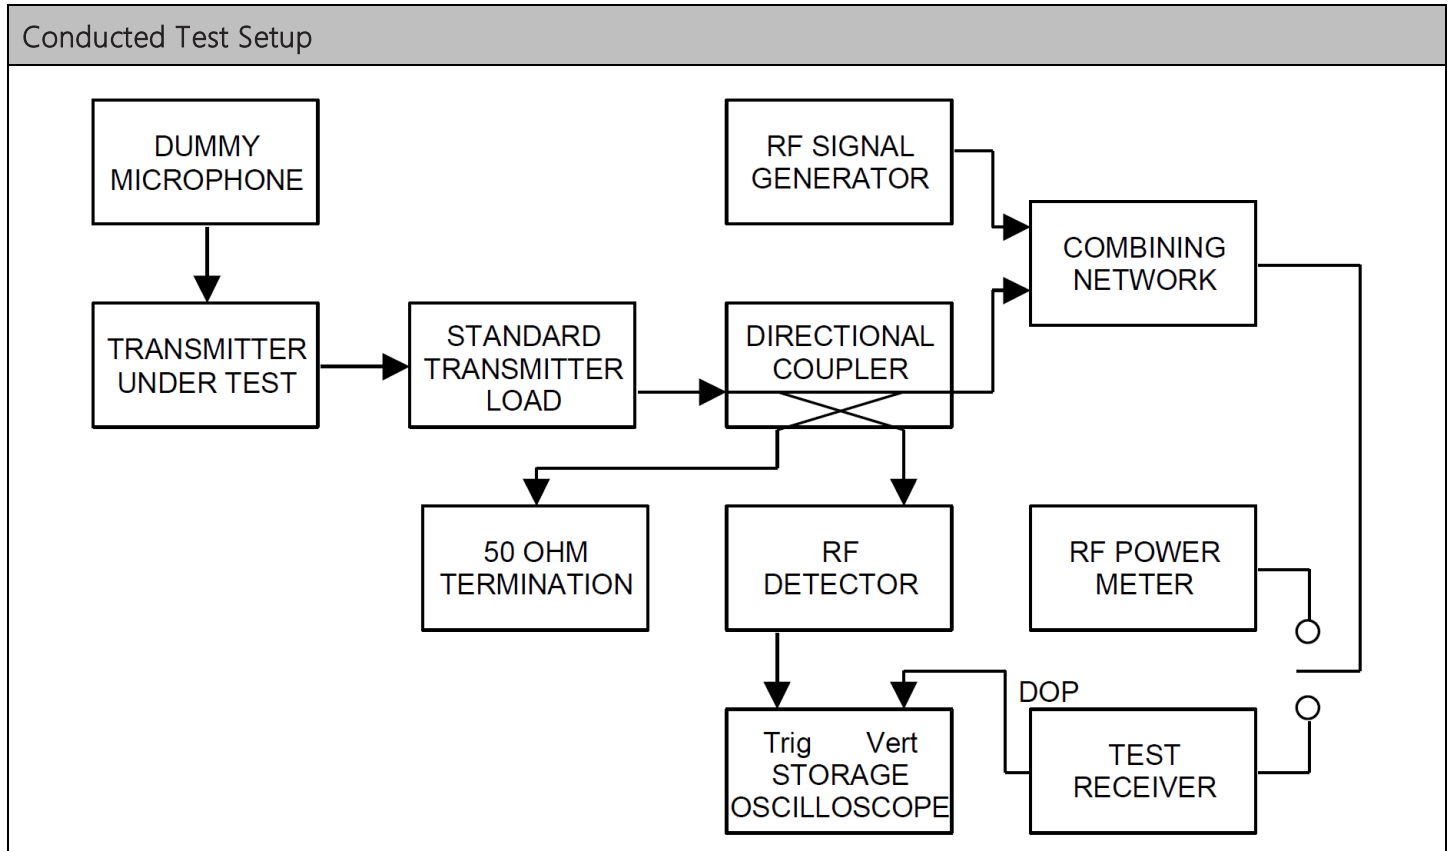 Conducted Test Setup
DUMMY
MICROPHONE
RF SIGNAL
GENERATOR
COMBINING
NETWORK
TRANSMITTER
UNDER TEST
STANDARD
TRANSMITTER
LOAD
DIRECTIONAL
COUPLER
50 OHM
TERMINATION
RF
DETECTOR
RF POWER
METER
DOP
Trig Vert
STORAGE
OSCILLOSCOPE
TEST
RECEIVER